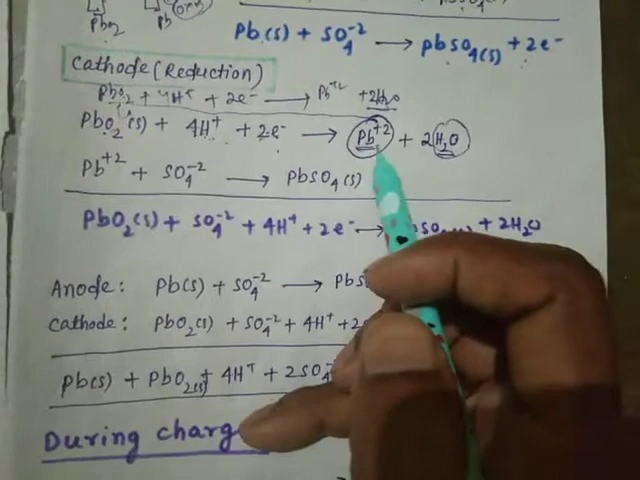 PbO2 Pb
Pb(s) + SO4^-2 → PbSO4(s) + 2e-
Cathode (Reduction)
PbO2 + 4H+ + 2e- → Pb+2 + 2H2O
PbO2(s) + 4H+ + 2e- → Pb+2 + 2H2O
Pb+2 + SO4^-2 → PbSO4(s)
PbO2(s) + SO4^-2 + 4H+ + 2e- → + 2H2O
Anode: Pb(s) + SO4^-2 →
Cathode: PbO2(s) + SO4^-2 + 4H+ +
Pb(s) + PbO2(s) + 4H+ + 2SO4
During